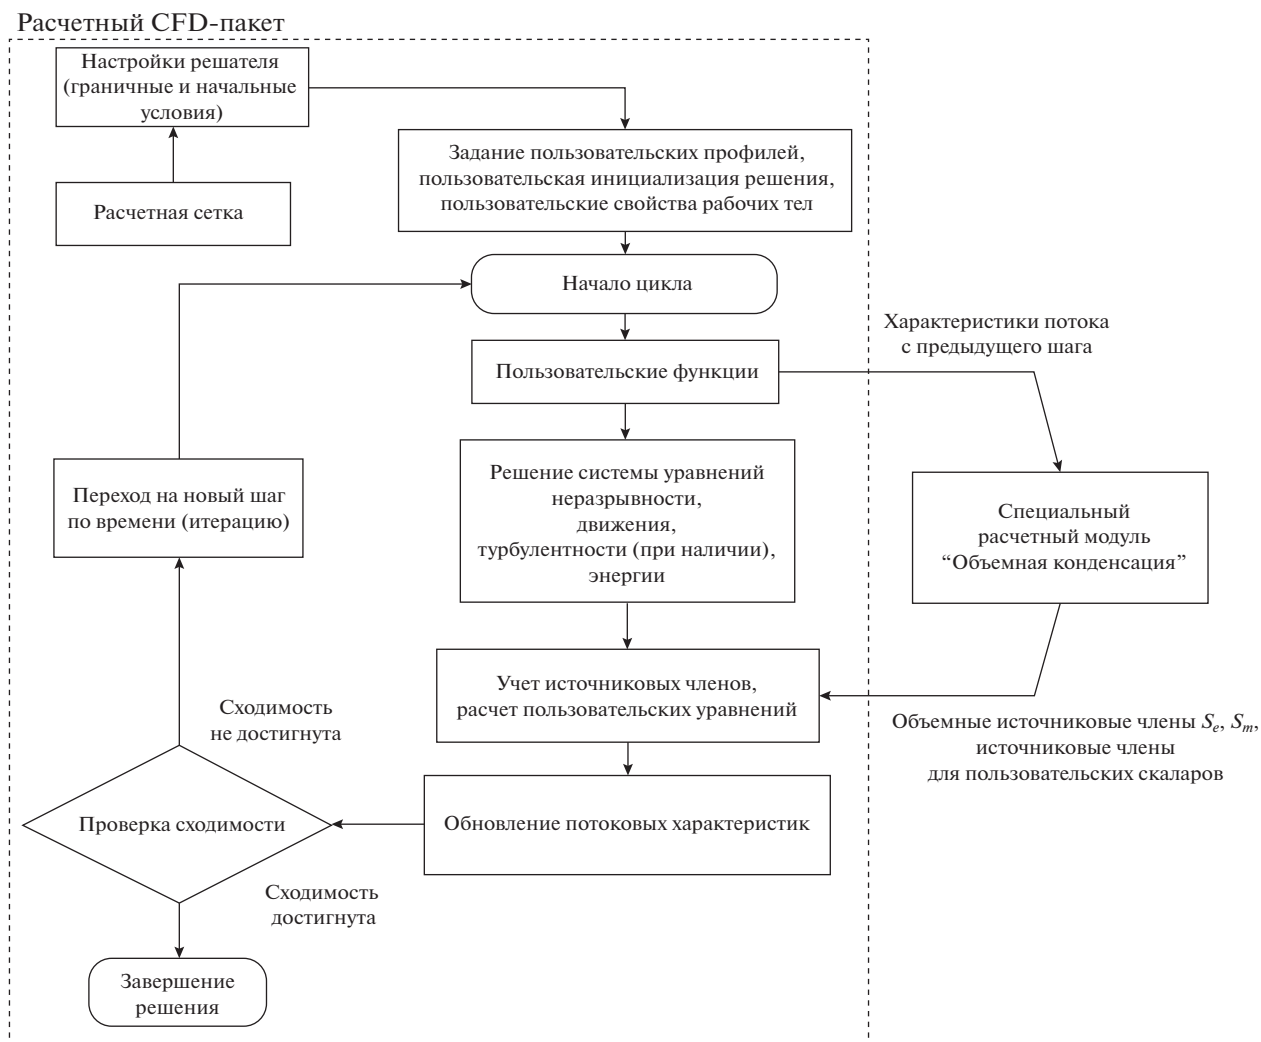 Расчетный CFD-пакет
Настройки решателя
(граничные и начальные
условия)
Расчетная сетка
Задание пользовательских профилей,
пользовательская инициализация решения,
пользовательские свойства рабочих тел
Начало цикла
Характеристики потока
с предыдущего шага
Пользовательские функции
Переход на новый шаг
по времени (итерацию)
Решение системы уравнений
неразрывности,
движения,
турбулентности (при наличии),
энергии
Специальный
расчетный модуль
“Объемная конденсация”
Учет источниковых членов,
расчет пользовательских уравнений
Объемные источниковые члены Sₑ, Sₘ,
источниковые члены
для пользовательских скаларов
Сходимость
не достигнута
Проверка сходимости
Обновление потоковых характеристик
Сходимость
достигнута
Завершение
решения